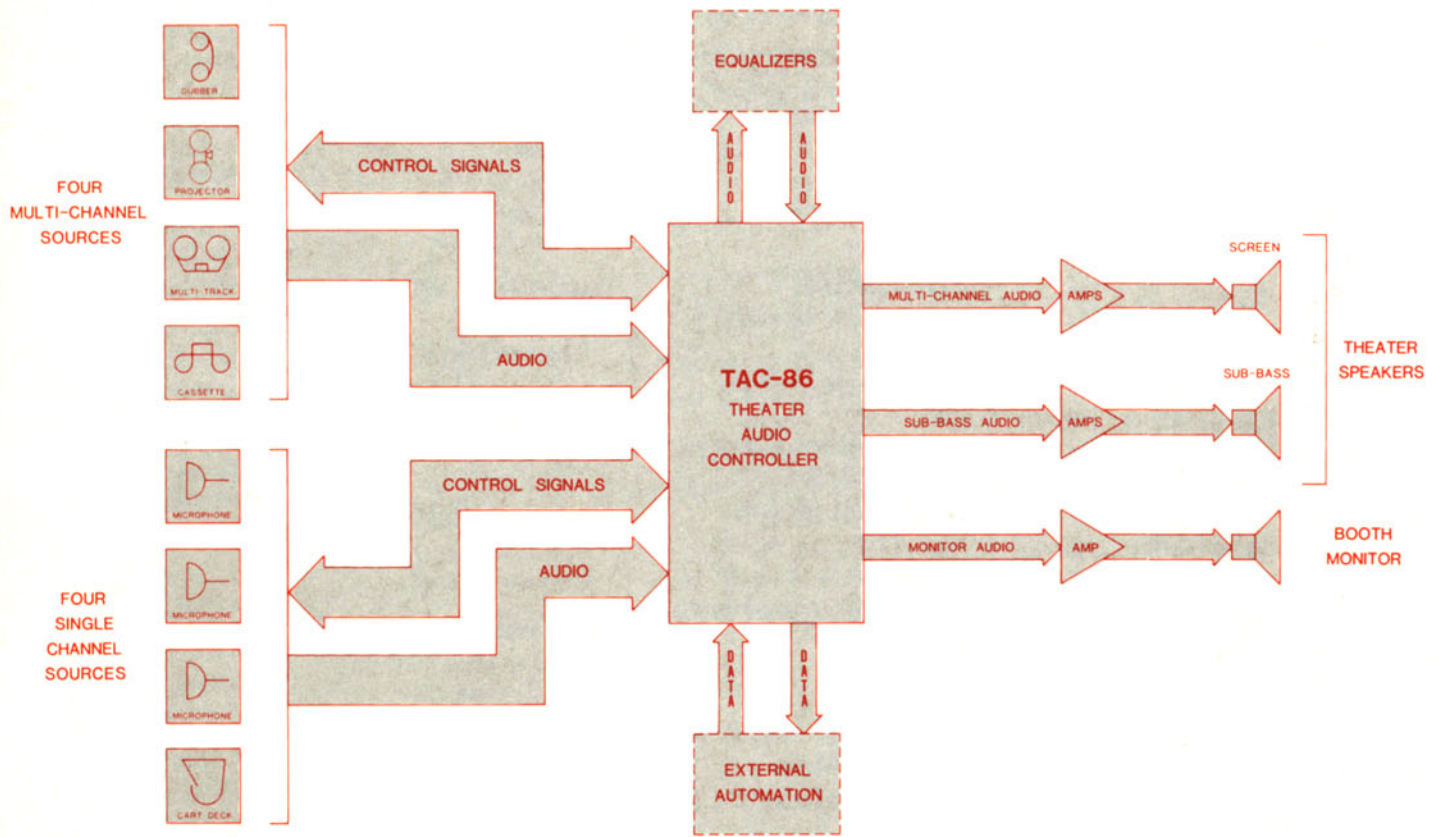 FOUR
MULTI-CHANNEL
SOURCES
DUBBER
PROJECTOR
MULTI-TRACK
CASSETTE
CONTROL SIGNALS
AUDIO
FOUR
SINGLE
CHANNEL
SOURCES
MICROPHONE
MICROPHONE
MICROPHONE
CART DECK
CONTROL SIGNALS
AUDIO
EQUALIZERS
AUDIO
AUDIO
TAC-86
THEATER
AUDIO
CONTROLLER
DATA
DATA
EXTERNAL
AUTOMATION
MULTI-CHANNEL AUDIO
AMPS
SCREEN
SUB-BASS AUDIO
AMPS
SUB-BASS
THEATER
SPEAKERS
MONITOR AUDIO
AMP
BOOTH
MONITOR